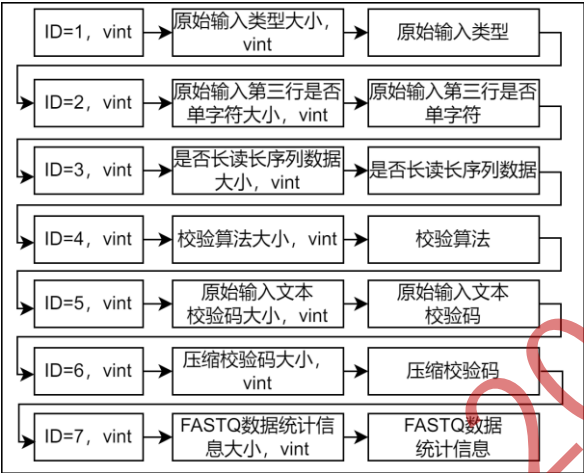 ID=1，vint
原始输入类型大小，
vint
原始输入类型
ID=2，vint
原始输入第三行是否
单字符大小，vint
原始输入第三行是否
单字符
ID=3，vint
是否长读长序列数据
大小，vint
是否长读长序列数据
ID=4，vint
校验算法大小，vint
校验算法
ID=5，vint
原始输入文本
校验码大小，vint
原始输入文本
校验码
ID=6，vint
压缩校验码大小，
vint
压缩校验码
ID=7，vint
FASTQ数据统计信
息大小，vint
FASTQ数据
统计信息